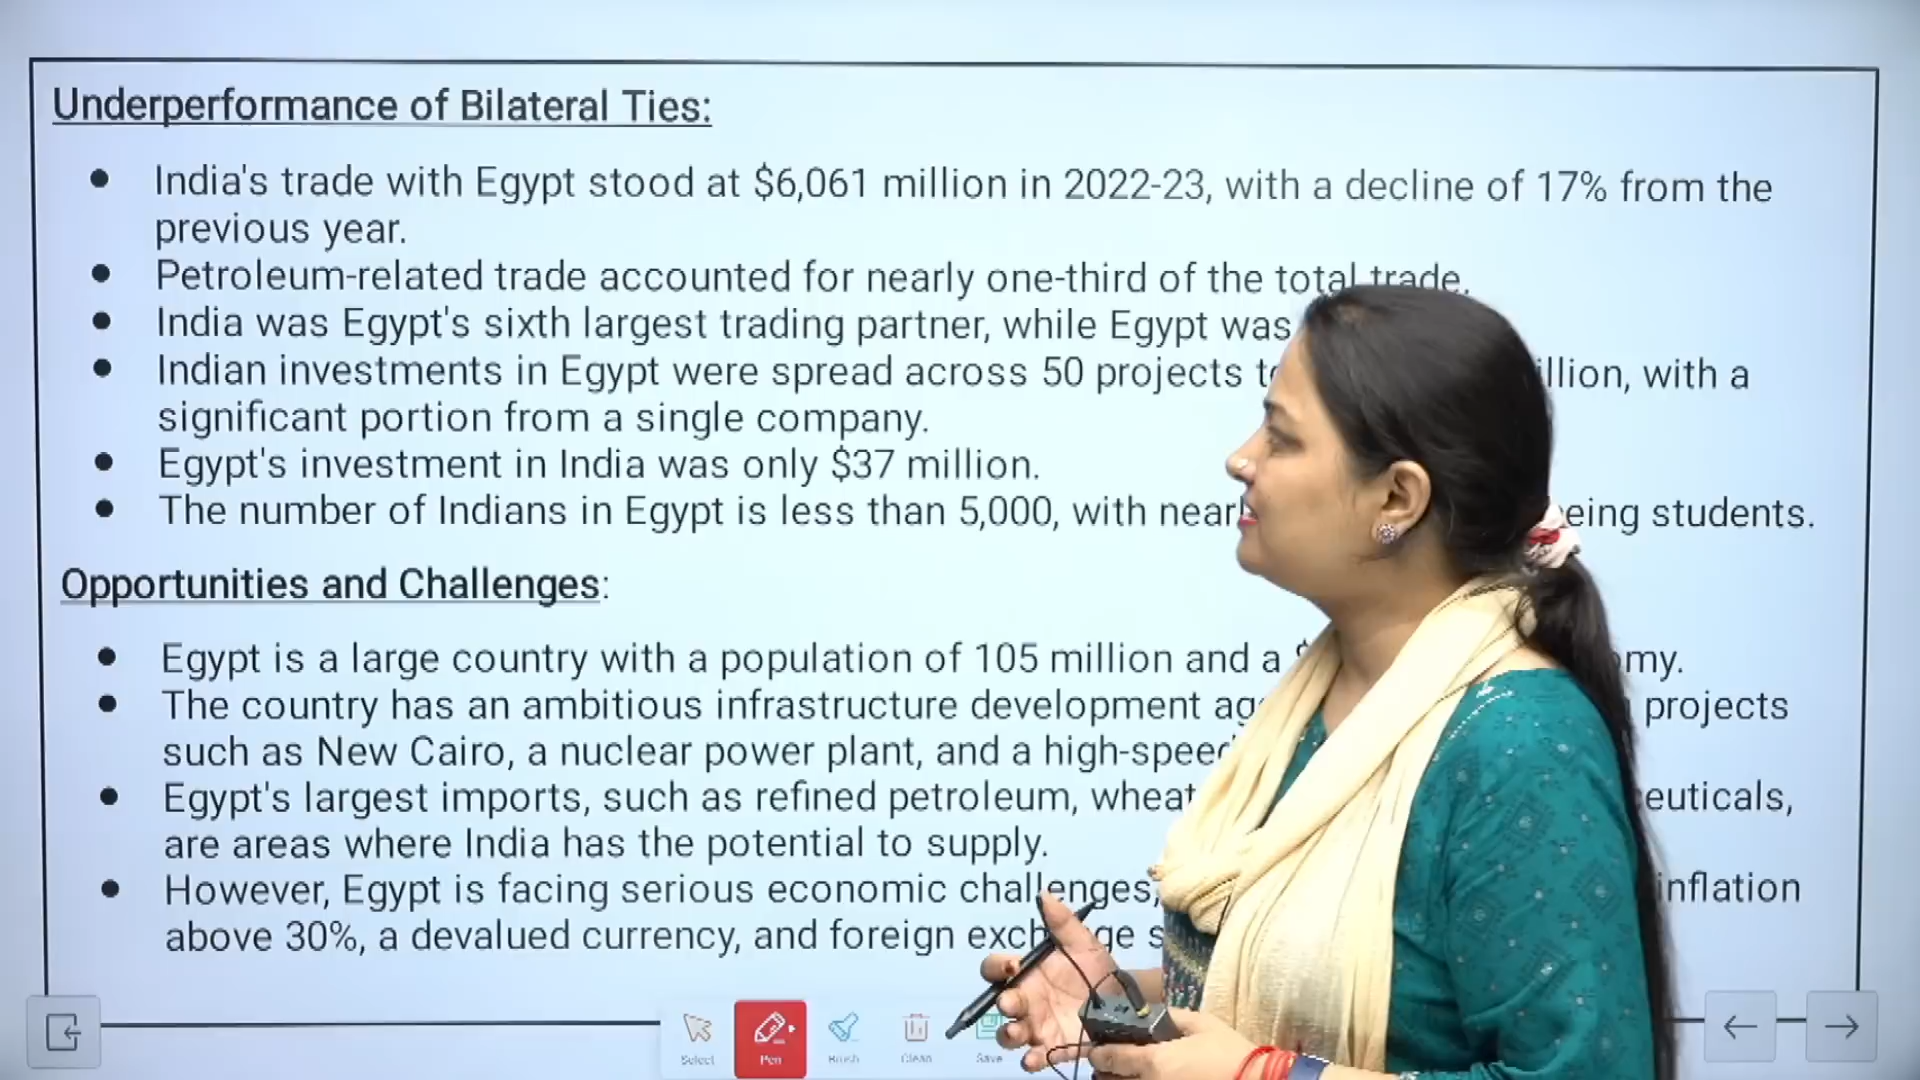 Underperformance of Bilateral Ties:
● India's trade with Egypt stood at $6,061 million in 2022-23, with a decline of 17% from the
previous year.
● Petroleum-related trade accounted for nearly one-third of the total trade.
● India was Egypt's sixth largest trading partner, while Egypt was
● Indian investments in Egypt were spread across 50 projects with a
significant portion from a single company.
● Egypt's investment in India was only $37 million.
● The number of Indians in Egypt is less than 5,000, with students.
Opportunities and Challenges:
● Egypt is a large country with a population of 105 million and a
● The country has an ambitious infrastructure development projects
such as New Cairo, a nuclear power plant, and a
● Egypt's largest imports, such as refined petroleum, wheat
are areas where India has the potential to supply.
● However, Egypt is facing serious economic challenges, inflation
above 30%, a devalued currency, and foreign
Select Pen Brush Clean Save